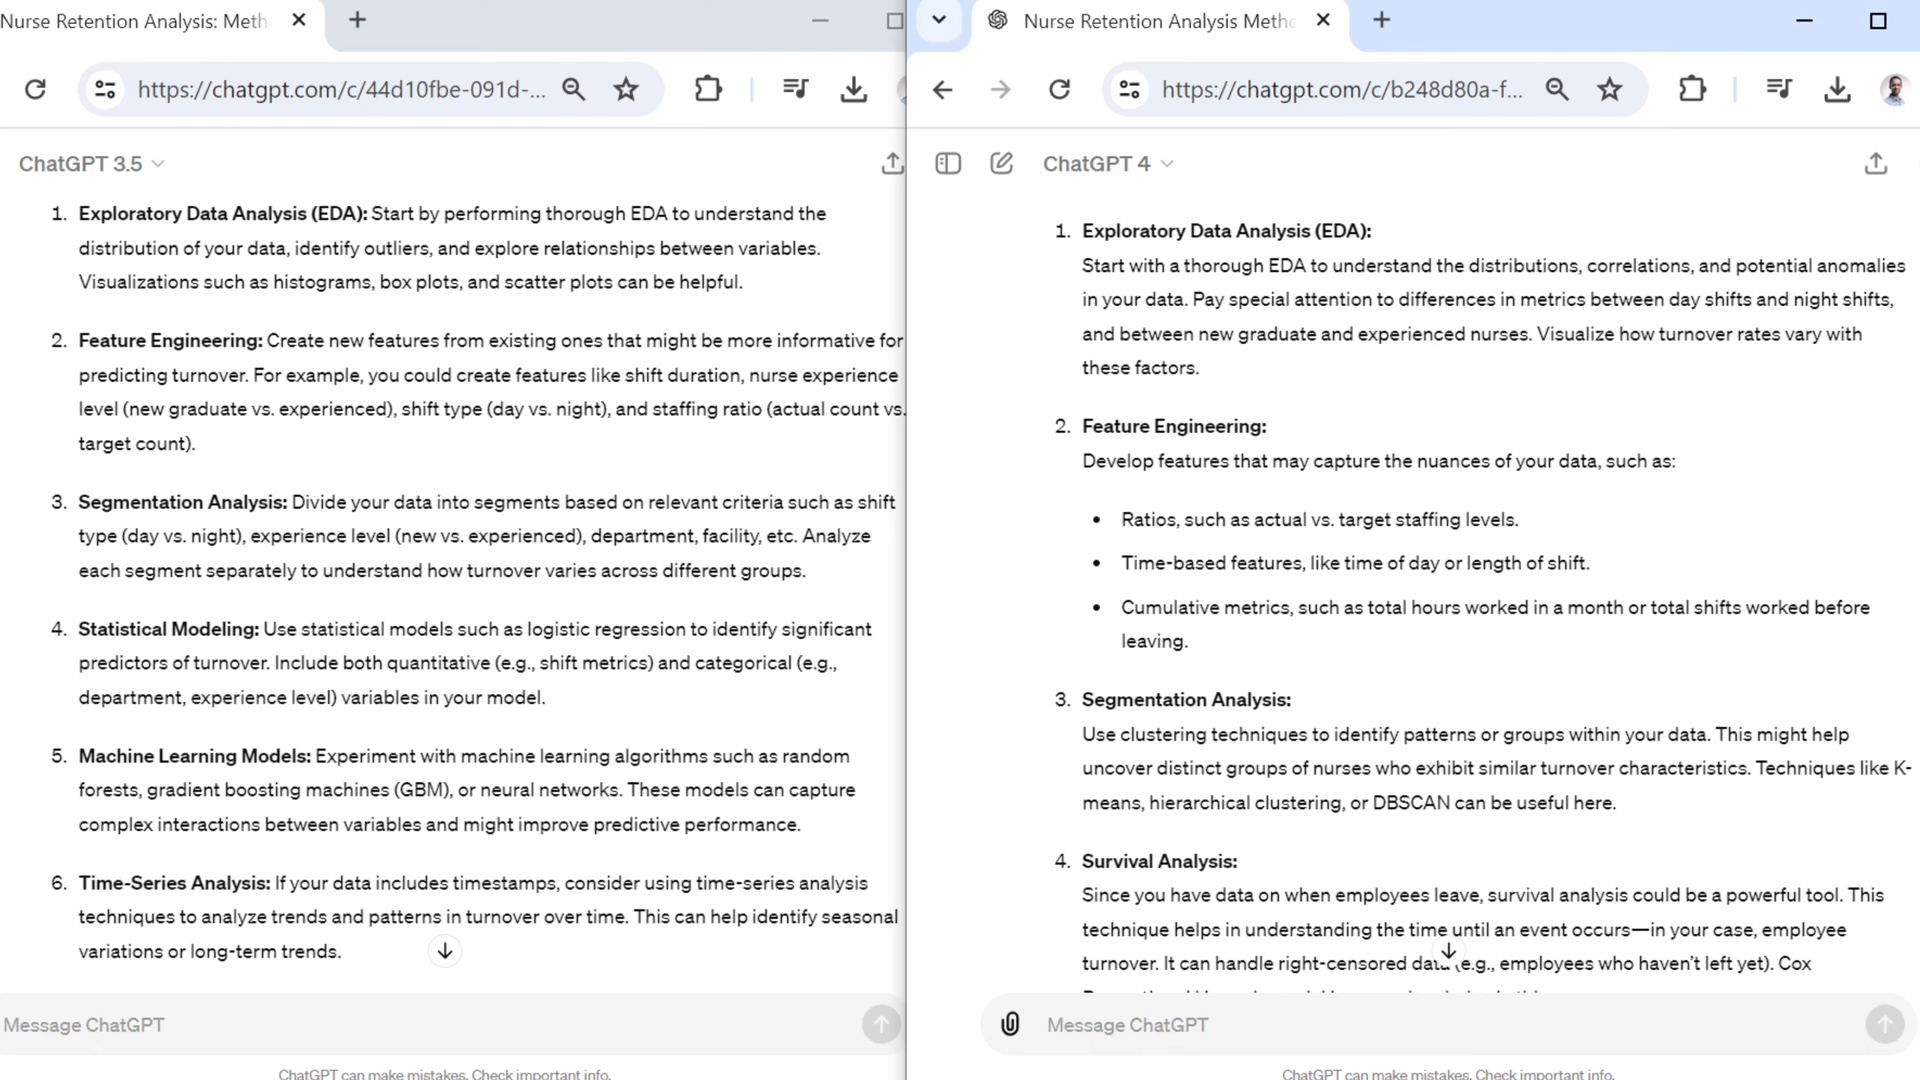 Nurse Retention Analysis: Meth
https://chatgpt.com/c/44d10fbe-091d-...
ChatGPT 3.5
1. Exploratory Data Analysis (EDA): Start by performing thorough EDA to understand the
distribution of your data, identify outliers, and explore relationships between variables.
Visualizations such as histograms, box plots, and scatter plots can be helpful.
2. Feature Engineering: Create new features from existing ones that might be more informative for
predicting turnover. For example, you could create features like shift duration, nurse experience
level (new graduate vs. experienced), shift type (day vs. night), and staffing ratio (actual count vs.
target count).
3. Segmentation Analysis: Divide your data into segments based on relevant criteria such as shift
type (day vs. night), experience level (new vs. experienced), department, facility, etc. Analyze
each segment separately to understand how turnover varies across different groups.
4. Statistical Modeling: Use statistical models such as logistic regression to identify significant
predictors of turnover. Include both quantitative (e.g., shift metrics) and categorical (e.g.,
department, experience level) variables in your model.
5. Machine Learning Models: Experiment with machine learning algorithms such as random
forests, gradient boosting machines (GBM), or neural networks. These models can capture
complex interactions between variables and might improve predictive performance.
6. Time-Series Analysis: If your data includes timestamps, consider using time-series analysis
techniques to analyze trends and patterns in turnover over time. This can help identify seasonal
variations or long-term trends.
Message ChatGPT
ChatGPT can make mistakes. Check important info.
Nurse Retention Analysis Metho
https://chatgpt.com/c/b248d80a-f...
ChatGPT 4
1. Exploratory Data Analysis (EDA):
Start with a thorough EDA to understand the distributions, correlations, and potential anomalies
in your data. Pay special attention to differences in metrics between day shifts and night shifts,
and between new graduate and experienced nurses. Visualize how turnover rates vary with
these factors.
2. Feature Engineering:
Develop features that may capture the nuances of your data, such as:
• Ratios, such as actual vs. target staffing levels.
• Time-based features, like time of day or length of shift.
• Cumulative metrics, such as total hours worked in a month or total shifts worked before
leaving.
3. Segmentation Analysis:
Use clustering techniques to identify patterns or groups within your data. This might help
uncover distinct groups of nurses who exhibit similar turnover characteristics. Techniques like K-
means, hierarchical clustering, or DBSCAN can be useful here.
4. Survival Analysis:
Since you have data on when employees leave, survival analysis could be a powerful tool. This
technique helps in understanding the time until an event occurs—in your case, employee
turnover. It can handle right-censored data (e.g., employees who haven't left yet). Cox
Message ChatGPT
ChatGPT can make mistakes. Check important info.